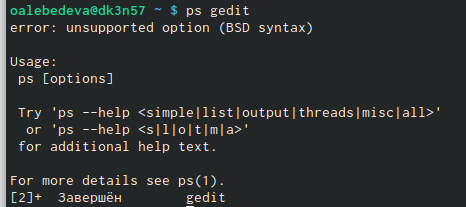 oalebedeva@dk3n57 ~ $ ps gedit
error: unsupported option (BSD syntax)
Usage:
ps [options]
Try 'ps --help <simple|list|output|threads|misc|all>'
or 'ps --help <s|l|o|t|m|a>'
for additional help text.
For more details see ps(1).
[2]+ Завершён gedit